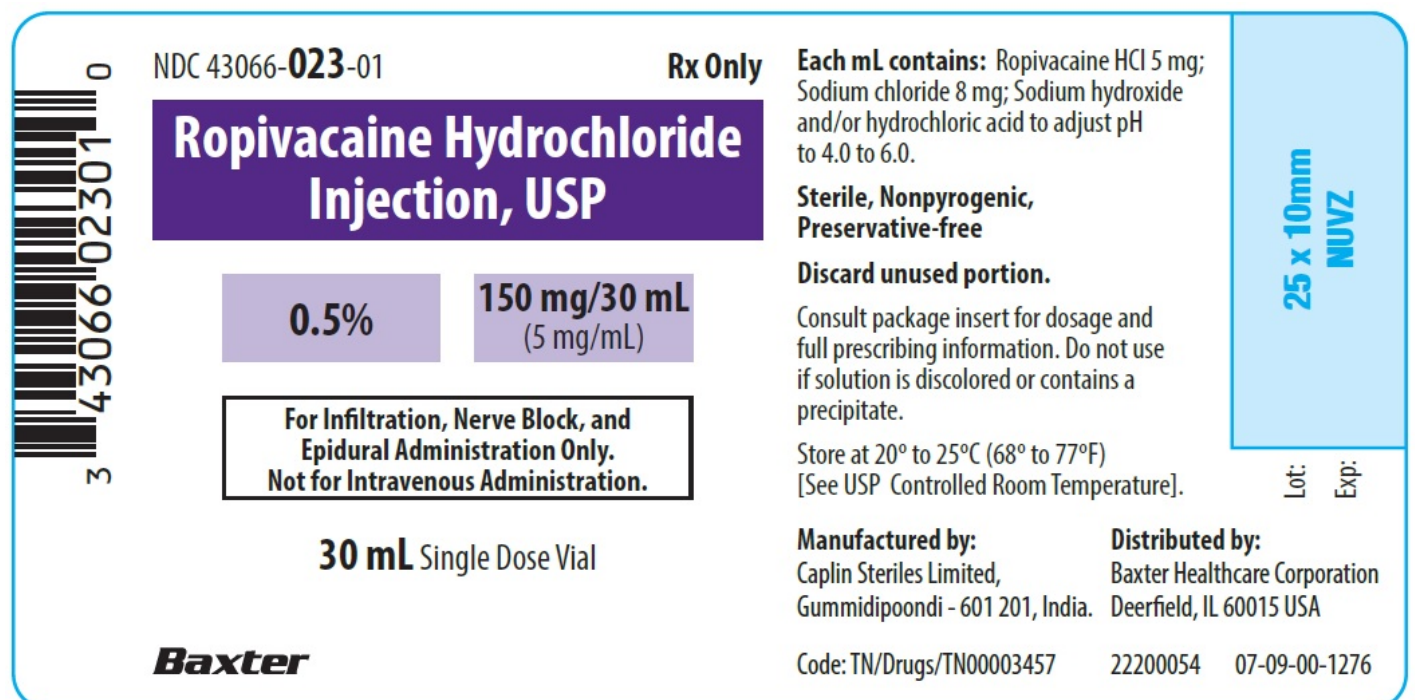 3 43066 02301 0
NDC 43066-023-01
Rx Only
Ropivacaine Hydrochloride
Injection, USP
0.5%
150 mg/30 mL
(5 mg/mL)
For Infiltration, Nerve Block, and
Epidural Administration Only.
Not for Intravenous Administration.
30 mL Single Dose Vial
Baxter
Each mL contains: Ropivacaine HCl 5 mg;
Sodium chloride 8 mg; Sodium hydroxide
and/or hydrochloric acid to adjust pH
to 4.0 to 6.0.
Sterile, Nonpyrogenic,
Preservative-free
Discard unused portion.
Consult package insert for dosage and
full prescribing information. Do not use
if solution is discolored or contains a
precipitate.
Store at 20º to 25ºC (68º to 77ºF)
[See USP Controlled Room Temperature].
Manufactured by:
Caplin Steriles Limited,
Gummidipoondi - 601 201, India.
Distributed by:
Baxter Healthcare Corporation
Deerfield, IL 60015 USA
Code: TN/Drugs/TN00003457
22200054
07-09-00-1276
25 x 10mm
NUVZ
Lot:
Exp: